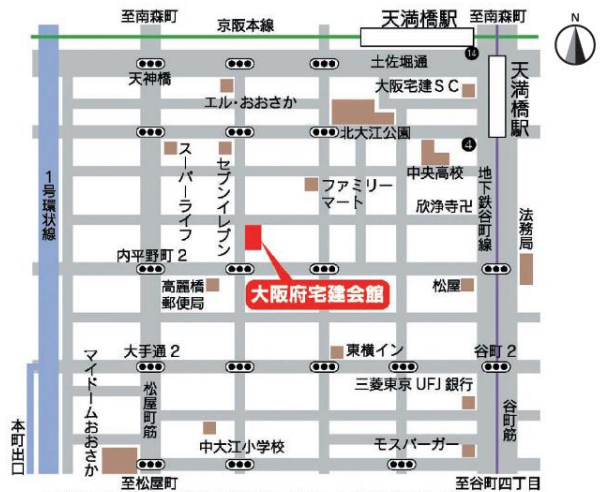 至南森町
京阪本線
天満橋駅
至南森町
N
天神橋
土佐堀通
14
エル・おおさか
大阪宅建SC
天満橋駅
北大江公園
4
スーパーライフ
セブンイレブン
ファミリー
マート
中央高校
欣浄寺卍
地下鉄谷町線
法務局
1号環状線
内平野町2
高麗橋
郵便局
大阪府宅建会館
松屋
大手通2
東横イン
谷町2
三菱東京UFJ銀行
マイドームおおさか
松屋町筋
中大江小学校
モスバーガー
谷町筋
本町出口
至松屋町
至谷町四丁目